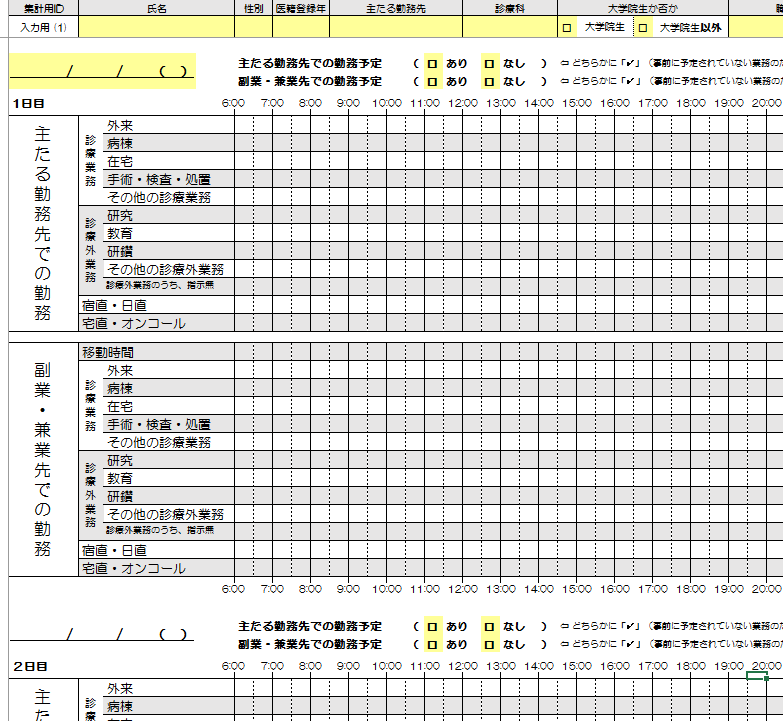 集計用ID 氏名 性別 医籍登録年 主たる勤務先 診療科 大学院生か否か
入力用 (1) □ 大学院生 □ 大学院生以外
/ / ( ) 主たる勤務先での勤務予定 ( □ あり □ なし ) ⇦ どちらかに「✔」(事前に予定されていない業務の
副業・兼業先での勤務予定 ( □ あり □ なし ) ⇦ どちらかに「✔」(事前に予定されていない業務の
1日目 6:00 7:00 8:00 9:00 10:00 11:00 12:00 13:00 14:00 15:00 16:00 17:00 18:00 19:00 20:00
主たる勤務先での勤務
診療業務
外来
病棟
在宅
手術・検査・処置
その他の診療業務
診療外業務
研究
教育
研鑽
その他の診療外業務
診療外業務のうち、指示無
宿直・日直
宅直・オンコール
副業・兼業先での勤務
移動時間
診療業務
外来
病棟
在宅
手術・検査・処置
その他の診療業務
診療外業務
研究
教育
研鑽
その他の診療外業務
診療外業務のうち、指示無
宿直・日直
宅直・オンコール
6:00 7:00 8:00 9:00 10:00 11:00 12:00 13:00 14:00 15:00 16:00 17:00 18:00 19:00 20:00
/ / ( ) 主たる勤務先での勤務予定 ( □ あり □ なし ) ⇦ どちらかに「✔」(事前に予定されていない業務の
副業・兼業先での勤務予定 ( □ あり □ なし ) ⇦ どちらかに「✔」(事前に予定されていない業務の
2日目 6:00 7:00 8:00 9:00 10:00 11:00 12:00 13:00 14:00 15:00 16:00 17:00 18:00 19:00 20:00
主た
診療
外来
病棟